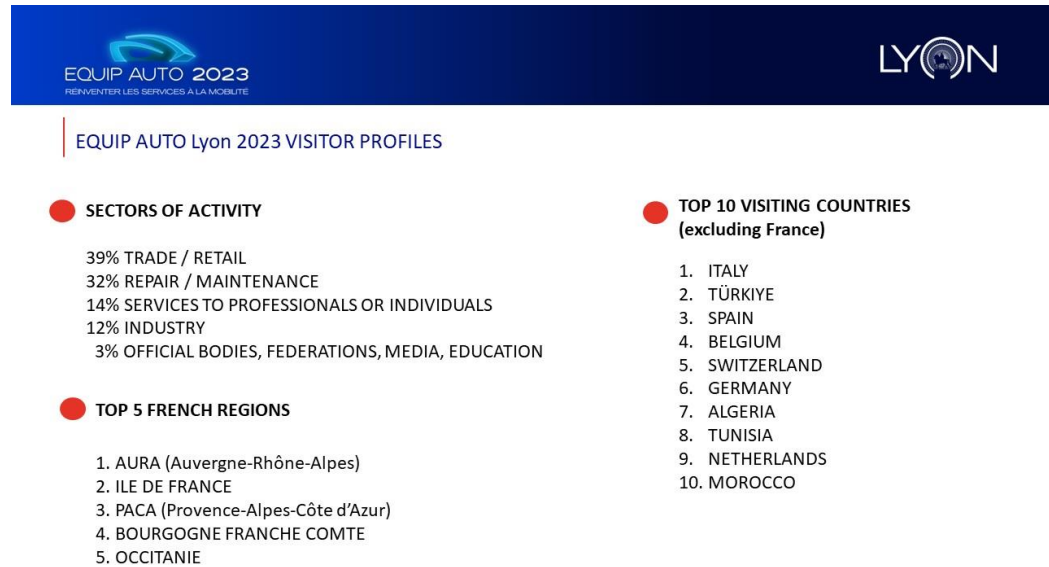 EQUIP AUTO 2023
RÉINVENTER LES SERVICES À LA MOBILITÉ
LYON
EQUIP AUTO Lyon 2023 VISITOR PROFILES
SECTORS OF ACTIVITY
39% TRADE / RETAIL
32% REPAIR / MAINTENANCE
14% SERVICES TO PROFESSIONALS OR INDIVIDUALS
12% INDUSTRY
3% OFFICIAL BODIES, FEDERATIONS, MEDIA, EDUCATION
TOP 5 FRENCH REGIONS
1. AURA (Auvergne-Rhône-Alpes)
2. ILE DE FRANCE
3. PACA (Provence-Alpes-Côte d’Azur)
4. BOURGOGNE FRANCHE COMTE
5. OCCITANIE
TOP 10 VISITING COUNTRIES
(excluding France)
1. ITALY
2. TÜRKIYE
3. SPAIN
4. BELGIUM
5. SWITZERLAND
6. GERMANY
7. ALGERIA
8. TUNISIA
9. NETHERLANDS
10. MOROCCO